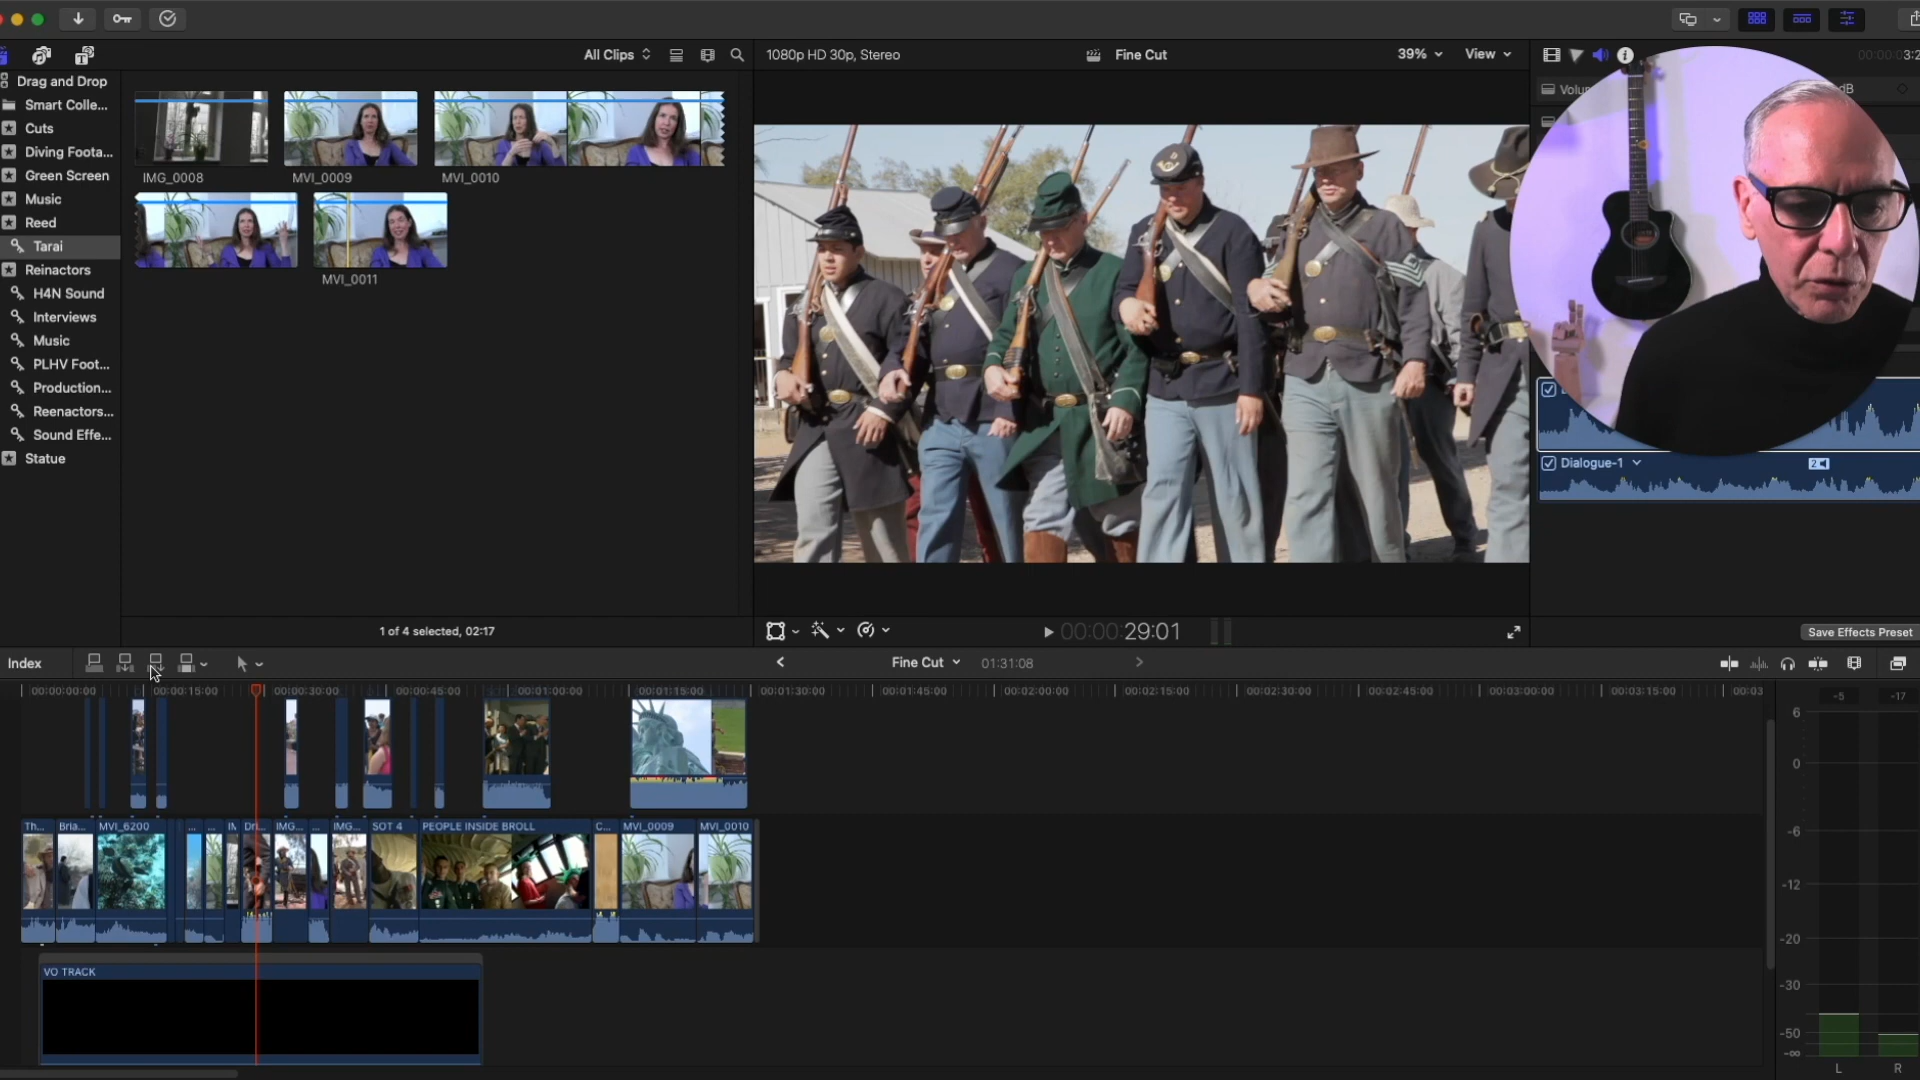 All Clips
1080p HD 30p, Stereo
Fine Cut
39%
View
Drag and Drop
Smart Colle...
Cuts
Diving Foota...
Green Screen
Music
Reed
Tarai
Reinactors
H4N Sound
Interviews
Music
PLHV Foot...
Production...
Reenactors...
Sound Effe...
Statue
IMG_0008
MVI_0009
MVI_0010
MVI_0011
1 of 4 selected, 02:17
00:00:00:03:2
Volu
dB
Dialogue-1
2
00:00:29:01
Save Effects Preset
Index
Fine Cut
01:31:08
00:00:00:00
00:00:15:00
00:00:30:00
00:00:45:00
00:01:00:00
00:01:15:00
00:01:30:00
00:01:45:00
00:02:00:00
00:02:15:00
00:02:30:00
00:02:45:00
00:03:00:00
00:03:15:00
00:03
Th...
Bria...
MVI_6200
...
...
IM
Dri...
IMG...
...
IMG...
SOT 4
PEOPLE INSIDE BROLL
C...
MVI_0009
MVI_0010
VO TRACK
-5
-17
6
0
-6
-12
-20
-30
-50
-∞
L
R